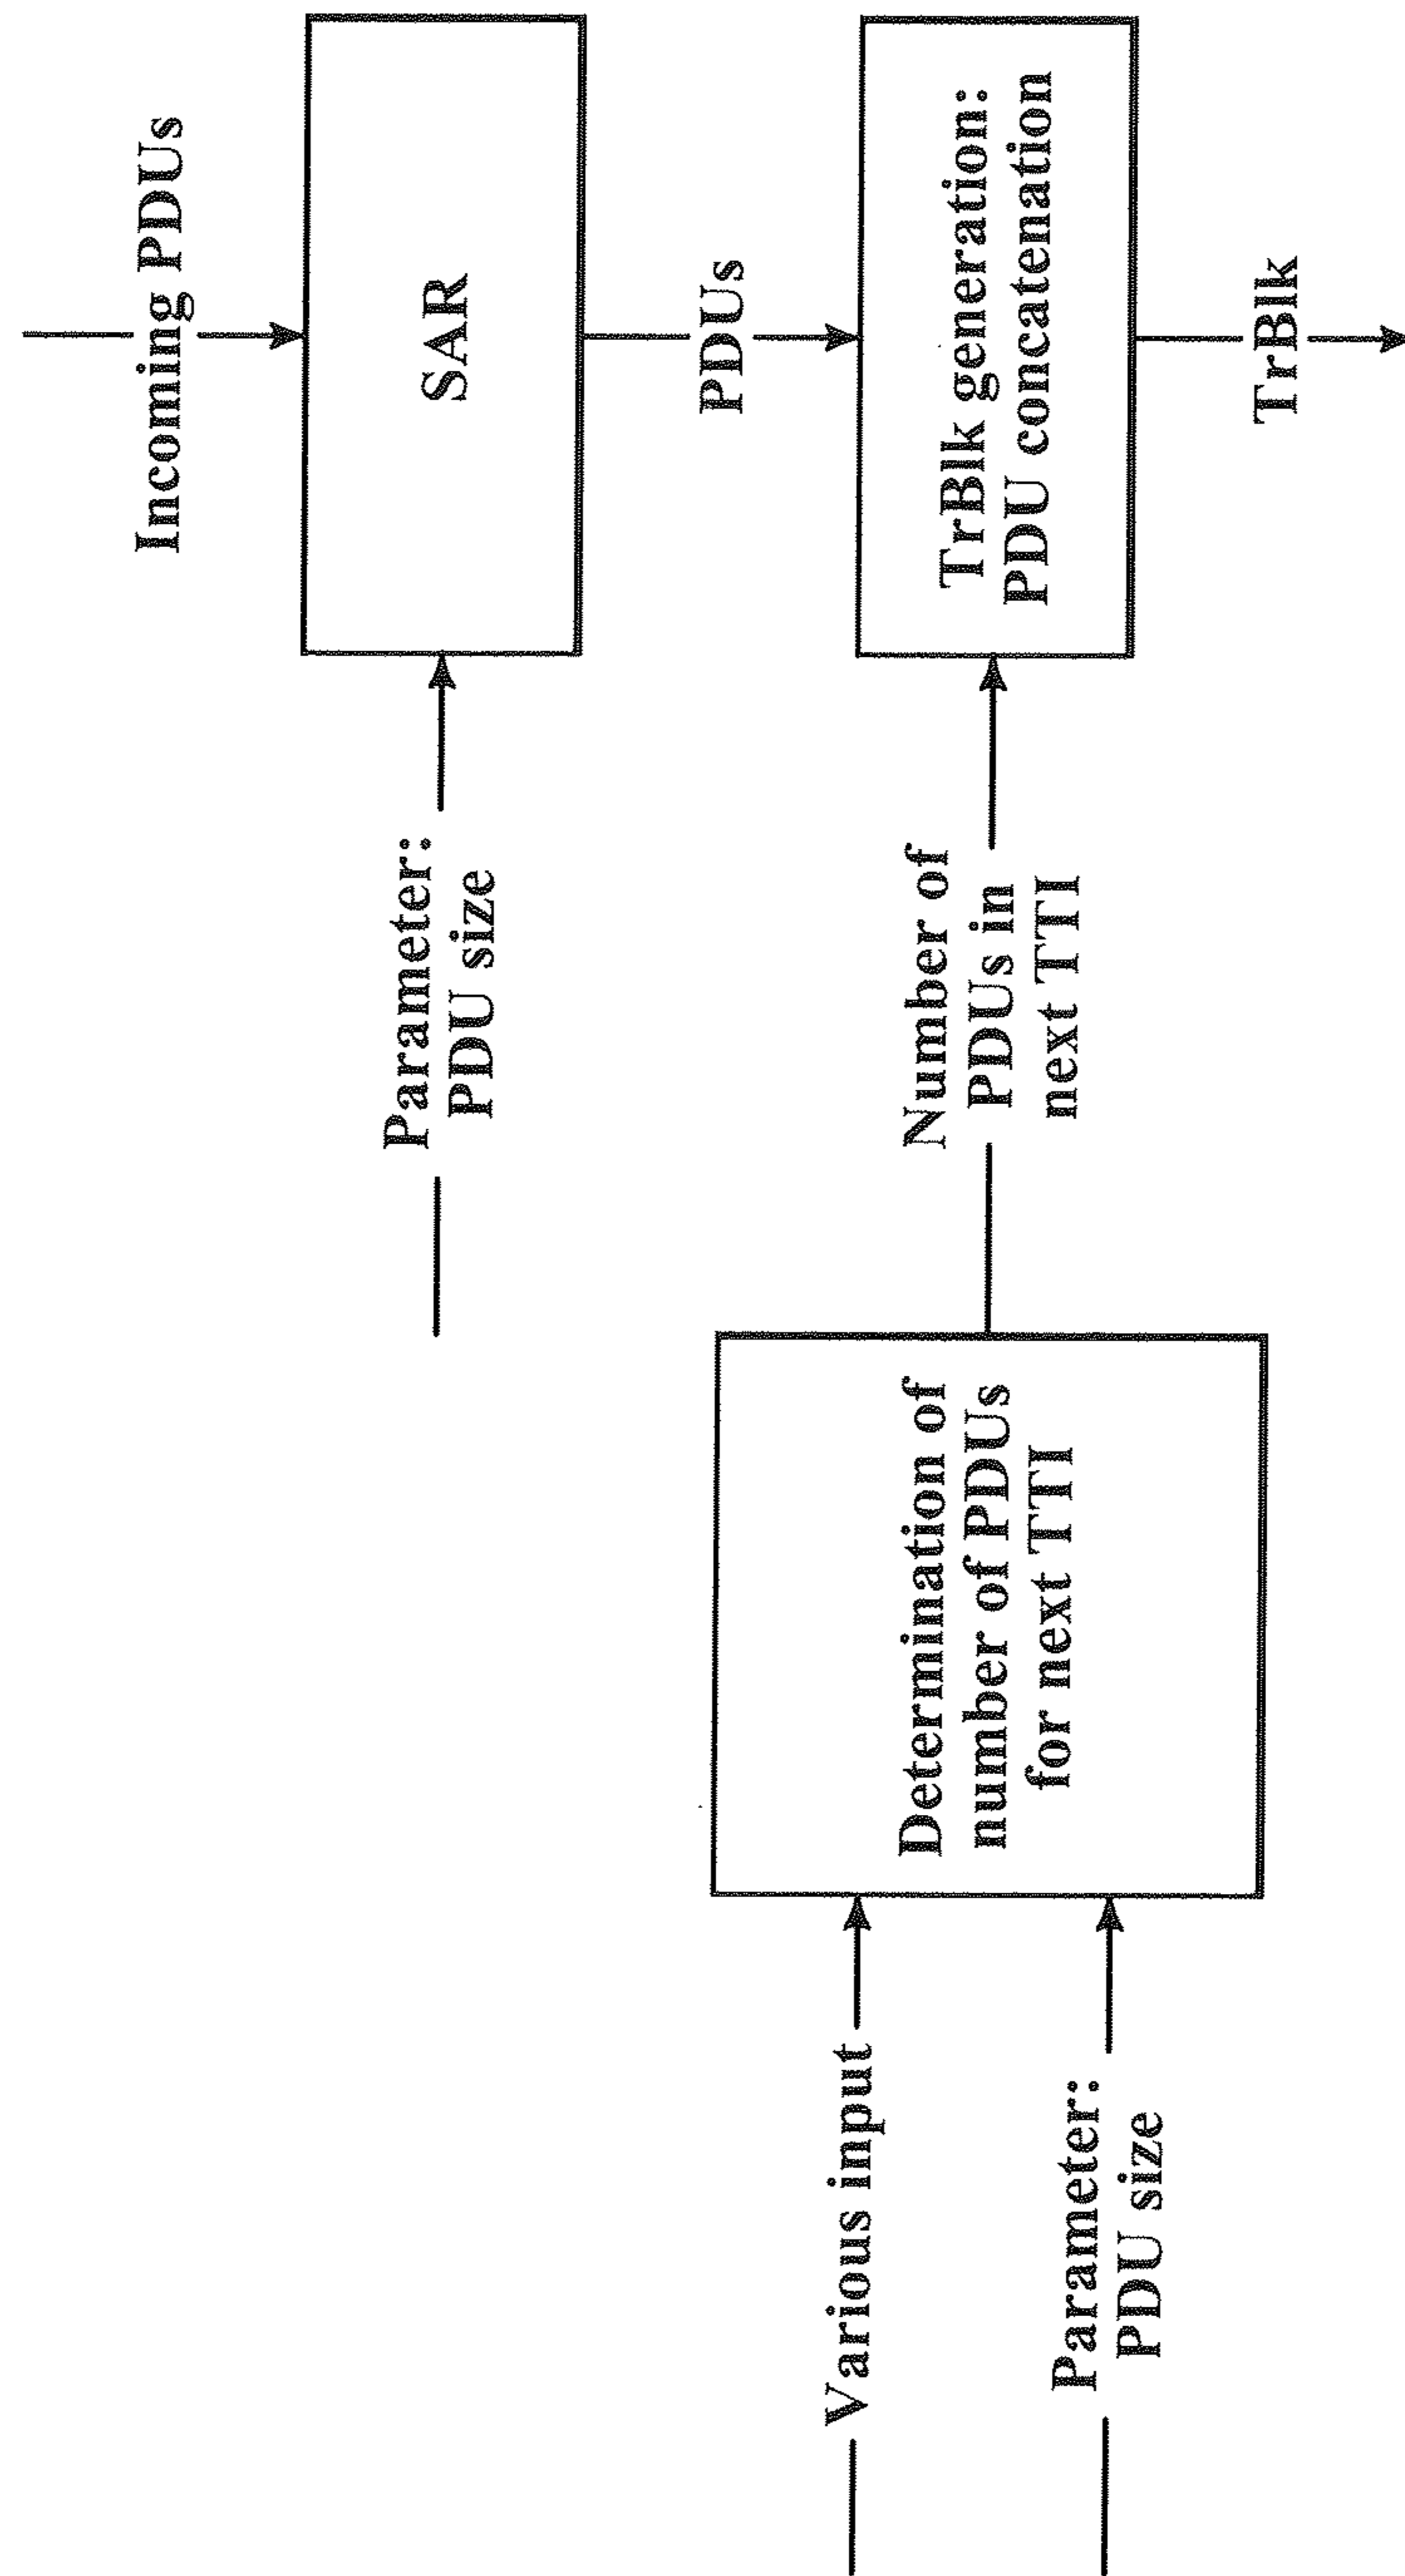 Incoming PDUs
SAR
Parameter:
PDU size
PDUs
TrBlk generation:
PDU concatenation
TrBlk
Number of
PDUs in
next TTI
Determination of
number of PDUs
for next TTI
Various input
Parameter:
PDU size